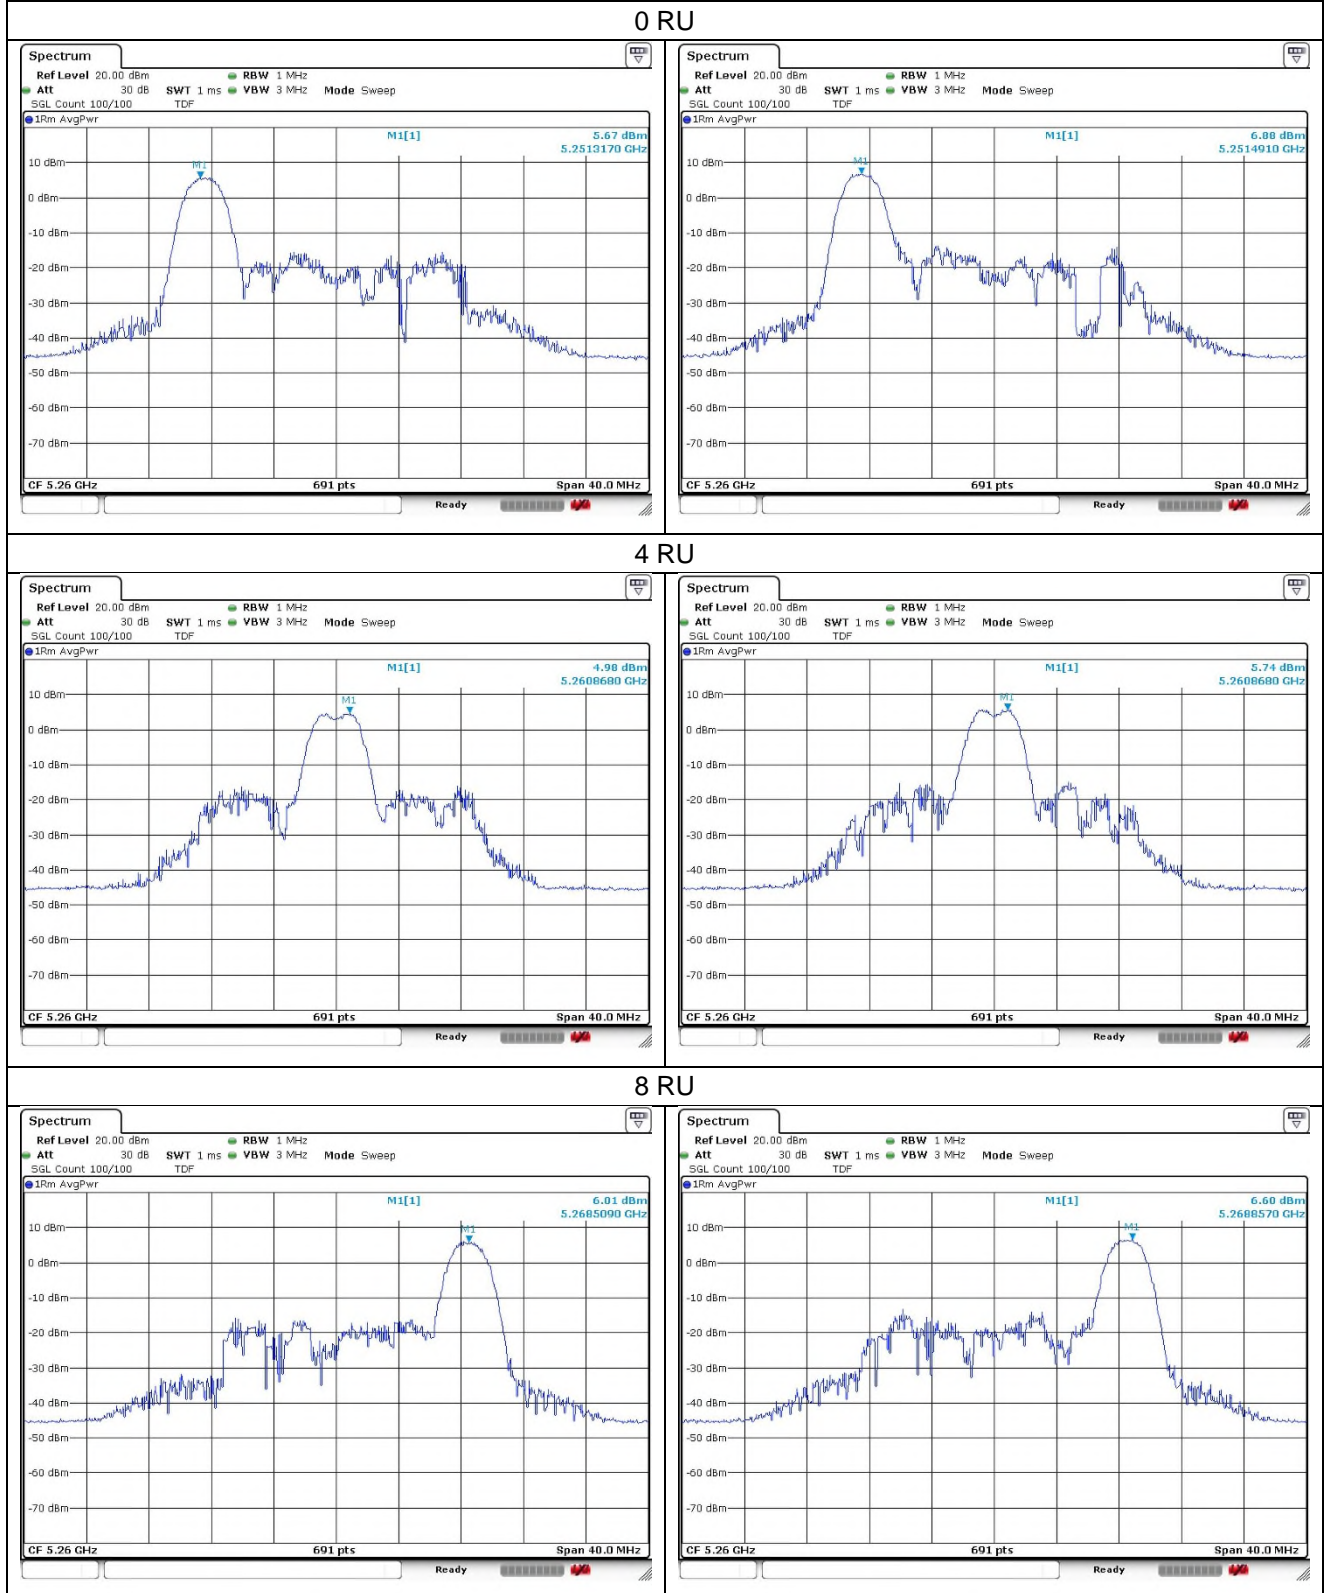 0 RU
Spectrum
Ref Level 20.00 dBm RBW 1 MHz
Att 30 dB SWT 1 ms VBW 3 MHz Mode Sweep
SGL Count 100/100 TDF
1Rm AvgPwr
M1[1] 5.67 dBm
5.2513170 GHz
10 dBm
M1
0 dBm
-10 dBm
-20 dBm
-30 dBm
-40 dBm
-50 dBm
-60 dBm
-70 dBm
CF 5.26 GHz 691 pts Span 40.0 MHz
Ready
Spectrum
Ref Level 20.00 dBm RBW 1 MHz
Att 30 dB SWT 1 ms VBW 3 MHz Mode Sweep
SGL Count 100/100 TDF
1Rm AvgPwr
M1[1] 6.88 dBm
5.2514910 GHz
M1
10 dBm
0 dBm
-10 dBm
-20 dBm
-30 dBm
-40 dBm
-50 dBm
-60 dBm
-70 dBm
CF 5.26 GHz 691 pts Span 40.0 MHz
Ready
4 RU
Spectrum
Ref Level 20.00 dBm RBW 1 MHz
Att 30 dB SWT 1 ms VBW 3 MHz Mode Sweep
SGL Count 100/100 TDF
1Rm AvgPwr
M1[1] 4.98 dBm
5.2608680 GHz
10 dBm
M1
0 dBm
-10 dBm
-20 dBm
-30 dBm
-40 dBm
-50 dBm
-60 dBm
-70 dBm
CF 5.26 GHz 691 pts Span 40.0 MHz
Ready
Spectrum
Ref Level 20.00 dBm RBW 1 MHz
Att 30 dB SWT 1 ms VBW 3 MHz Mode Sweep
SGL Count 100/100 TDF
1Rm AvgPwr
M1[1] 5.74 dBm
5.2608680 GHz
10 dBm
M1
0 dBm
-10 dBm
-20 dBm
-30 dBm
-40 dBm
-50 dBm
-60 dBm
-70 dBm
CF 5.26 GHz 691 pts Span 40.0 MHz
Ready
8 RU
Spectrum
Ref Level 20.00 dBm RBW 1 MHz
Att 30 dB SWT 1 ms VBW 3 MHz Mode Sweep
SGL Count 100/100 TDF
1Rm AvgPwr
M1[1] 6.01 dBm
5.2685090 GHz
10 dBm
M1
0 dBm
-10 dBm
-20 dBm
-30 dBm
-40 dBm
-50 dBm
-60 dBm
-70 dBm
CF 5.26 GHz 691 pts Span 40.0 MHz
Ready
Spectrum
Ref Level 20.00 dBm RBW 1 MHz
Att 30 dB SWT 1 ms VBW 3 MHz Mode Sweep
SGL Count 100/100 TDF
1Rm AvgPwr
M1[1] 6.60 dBm
5.2688570 GHz
10 dBm
M1
0 dBm
-10 dBm
-20 dBm
-30 dBm
-40 dBm
-50 dBm
-60 dBm
-70 dBm
CF 5.26 GHz 691 pts Span 40.0 MHz
Ready